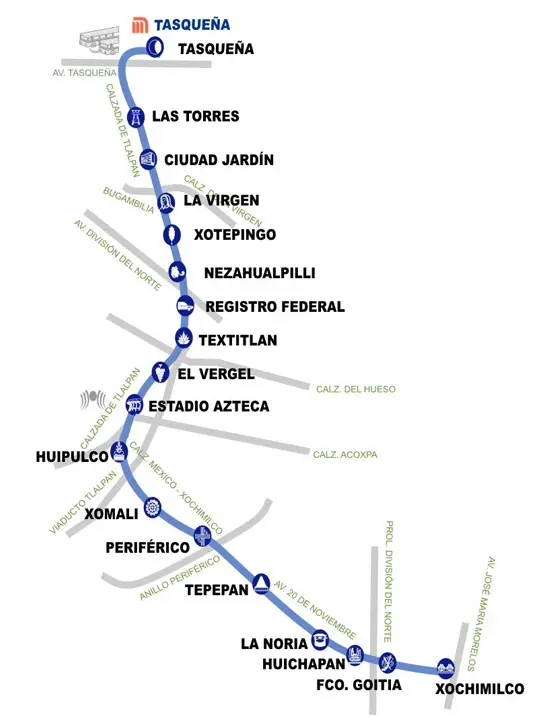 TASQUEÑA
TASQUEÑA
AV. TASQUEÑA
CALZADA DE TLALPAN
LAS TORRES
CIUDAD JARDÍN
BUGAMBILIA
CALZ. DE LA VIRGEN
LA VIRGEN
AV. DIVISIÓN DEL NORTE
XOTEPINGO
NEZAHUALPILLI
REGISTRO FEDERAL
TEXTITLAN
EL VERGEL
CALZ. DEL HUESO
CALZADA DE TLALPAN
ESTADIO AZTECA
HUIPULCO
CALZ. ACOXPA
VIADUCTO TLALPAN
CALZ. MEXICO - XOCHIMILCO
XOMALI
PERIFÉRICO
ANILLO PERIFÉRICO
TEPEPAN
AV. 20 DE NOVIEMBRE
PROL. DIVISIÓN DEL NORTE
AV. JOSÉ MARÍA MORELOS
LA NORIA
HUICHAPAN
FCO. GOITIA
XOCHIMILCO